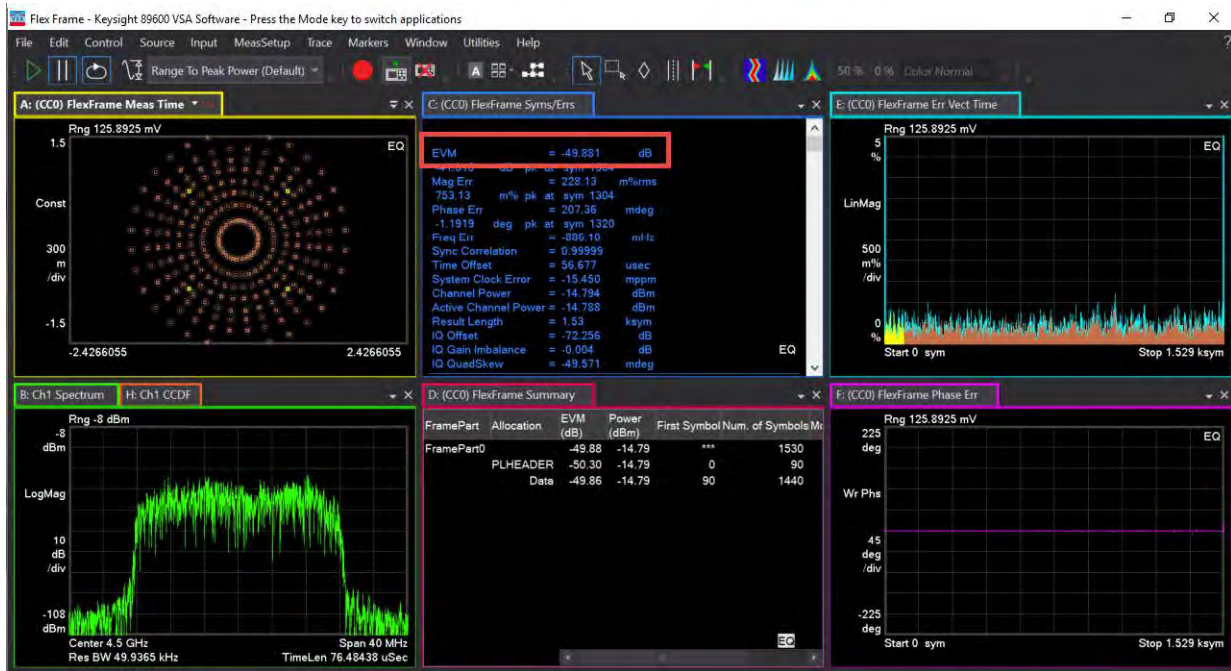 Flex Frame - Keysight 89600 VSA Software - Press the Mode key to switch applications
File Edit Control Source Input MeasSetup Trace Markers Window Utilities Help
Range To Peak Power (Default)
A
50 % 0 % Color Normal
A: (CC0) FlexFrame Meas Time
Rng 125.8925 mV
1.5
EQ
Const
300
m
/div
-1.5
-2.4266055 2.4266055
C: (CC0) FlexFrame Syms/Errs
EVM = -49.881 dB
dB pk at sym 1304
Mag Err = 228.13 m%rms
753.13 m% pk at sym 1304
Phase Err = 207.36 mdeg
-1.1919 deg pk at sym 1320
Freq Err = -886.10 mHz
Sync Correlation = 0.99999
Time Offset = 56.677 usec
System Clock Error = -15.450 mppm
Channel Power = -14.794 dBm
Active Channel Power = -14.788 dBm
Result Length = 1.53 ksym
IQ Offset = -72.256 dB
IQ Gain Imbalance = -0.004 dB
EQ
IQ QuadSkew = -49.571 mdeg
E: (CC0) FlexFrame Err Vect Time
Rng 125.8925 mV
5
%
EQ
LinMag
500
m%
/div
0
%
Start 0 sym Stop 1.529 ksym
B: Ch1 Spectrum H: Ch1 CCDF
Rng -8 dBm
-8
dBm
LogMag
10
dB
/div
-108
dBm
Center 4.5 GHz Span 40 MHz
Res BW 49.9365 kHz TimeLen 76.48438 uSec
D: (CC0) FlexFrame Summary
FramePart Allocation EVM (dB) Power (dBm) First Symbol Num. of Symbols Mo
FramePart0 -49.88 -14.79 *** 1530
PLHEADER -50.30 -14.79 0 90
Data -49.86 -14.79 90 1440
EQ
F: (CC0) FlexFrame Phase Err
Rng 125.8925 mV
225
deg
EQ
Wr Phs
45
deg
/div
-225
deg
Start 0 sym Stop 1.529 ksym